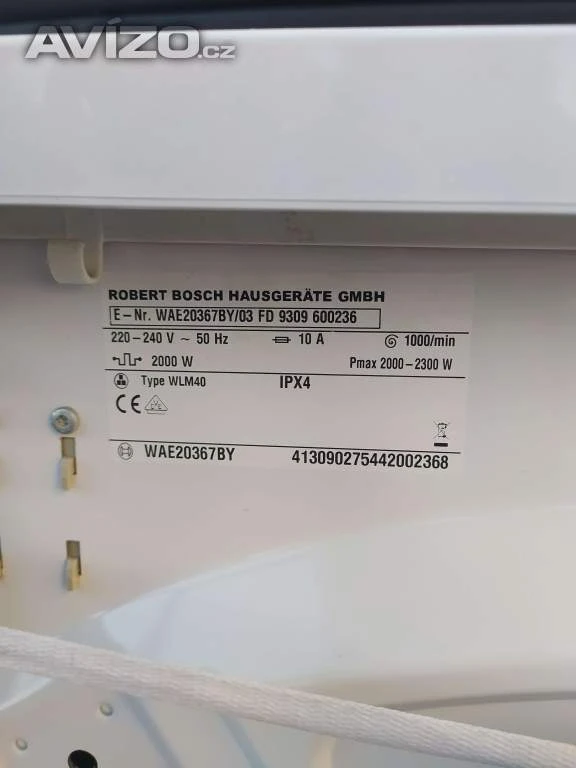 AVÍZO.cz
ROBERT BOSCH HAUSGERÄTE GMBH
E-Nr. WAE20367BY/03 FD 9309 600236
220-240 V ~ 50 Hz 10 A 1000/min
2000 W Pmax 2000-2300 W
Type WLM40 IPX4
CE
WAE20367BY 413090275442002368